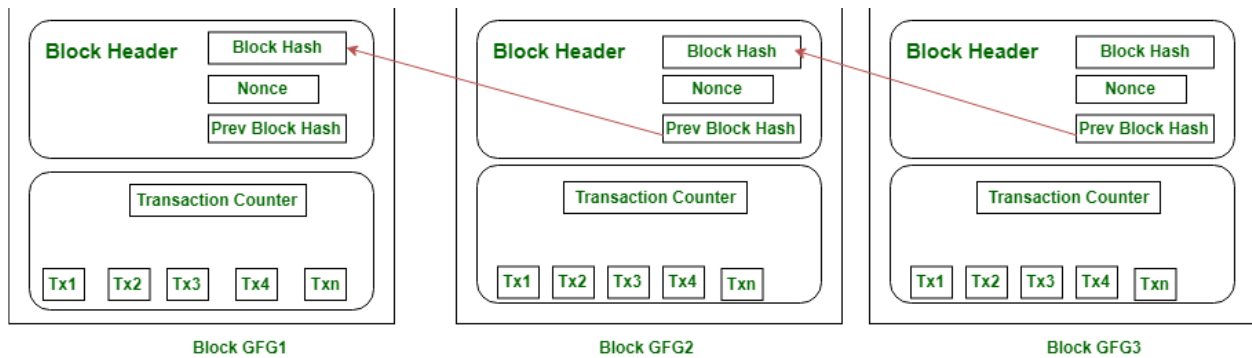 Block Header
Block Hash
Nonce
Prev Block Hash
Transaction Counter
Tx1 Tx2 Tx3 Tx4 Txn
Block GFG1
Block Header
Block Hash
Nonce
Prev Block Hash
Transaction Counter
Tx1 Tx2 Tx3 Tx4 Txn
Block GFG2
Block Header
Block Hash
Nonce
Prev Block Hash
Transaction Counter
Tx1 Tx2 Tx3 Tx4 Txn
Block GFG3